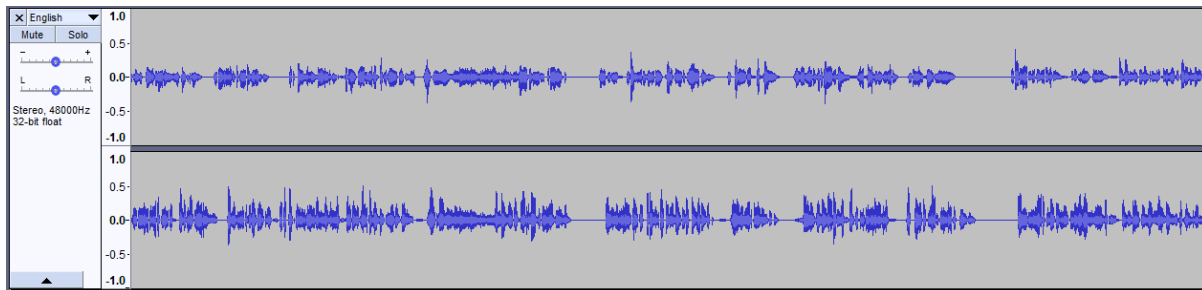 × English ▼
Mute Solo
- +
L R
Stereo, 48000Hz
32-bit float
▲
1.0
0.5-
0.0-
-0.5-
-1.0
1.0
0.5-
0.0-
-0.5-
-1.0